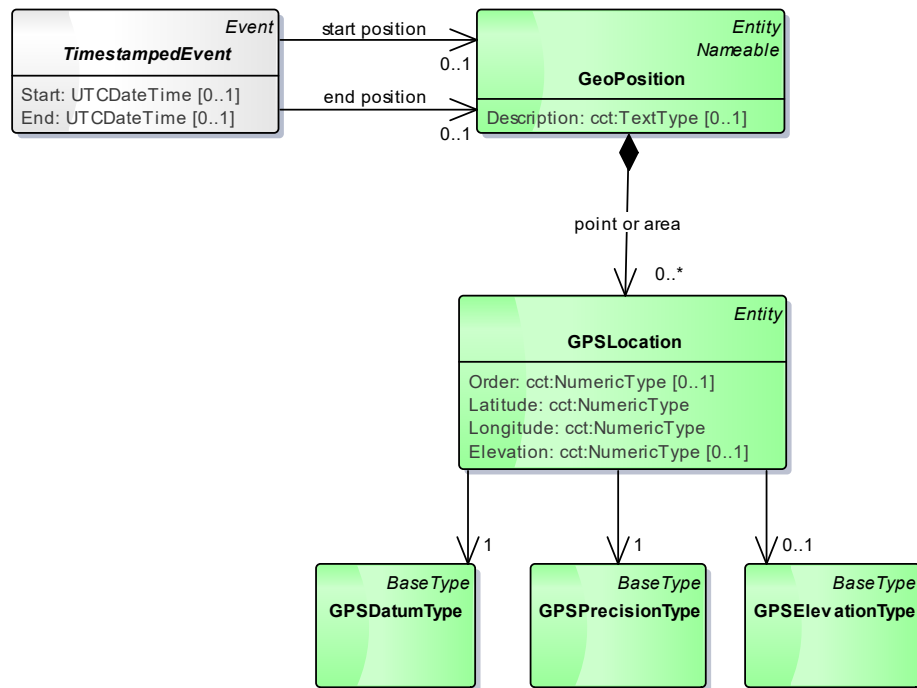 Event
TimestampedEvent
Start: UTCDateTime [0..1]
End: UTCDateTime [0..1]
start position
0..1
end position
0..1
Entity
Nameable
GeoPosition
Description: cct:TextType [0..1]
point or area
0..*
Entity
GPSLocation
Order: cct:NumericType [0..1]
Latitude: cct:NumericType
Longitude: cct:NumericType
Elevation: cct:NumericType [0..1]
1
1
0..1
BaseType
GPSDatumType
BaseType
GPSPrecisionType
BaseType
GPSElevationType